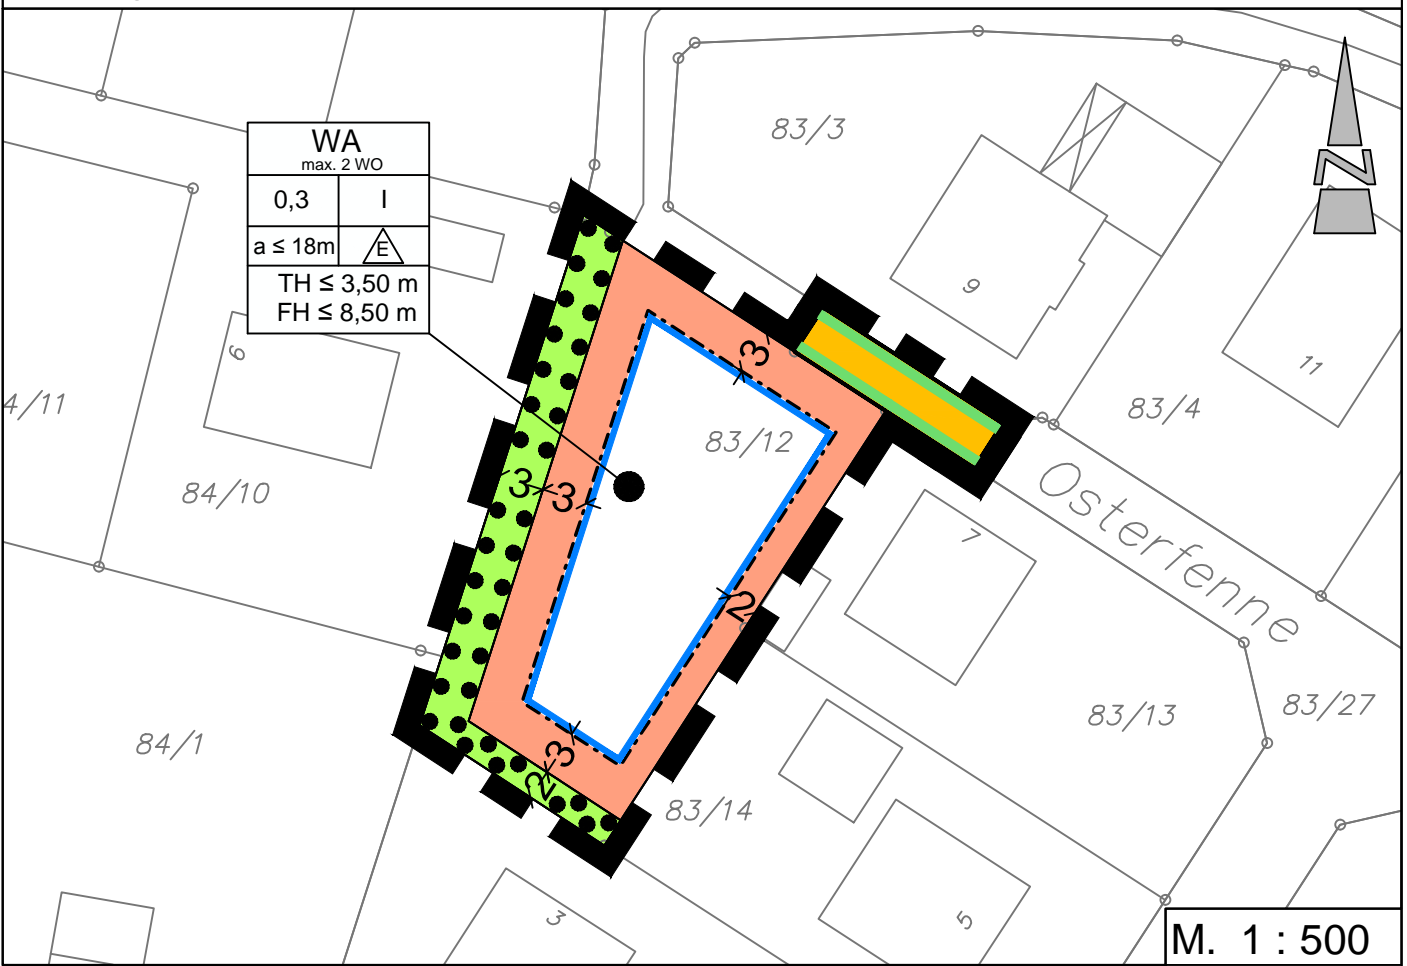 WA
max. 2 WO
0,3 I
a ≤ 18m E
TH ≤ 3,50 m
FH ≤ 8,50 m
N
83/3
9
11
6
4/11
3
83/12
83/4
84/10
3
3
Osterfenne
7
2
84/1
3
2
83/13
83/27
83/14
3
5
M. 1 : 500